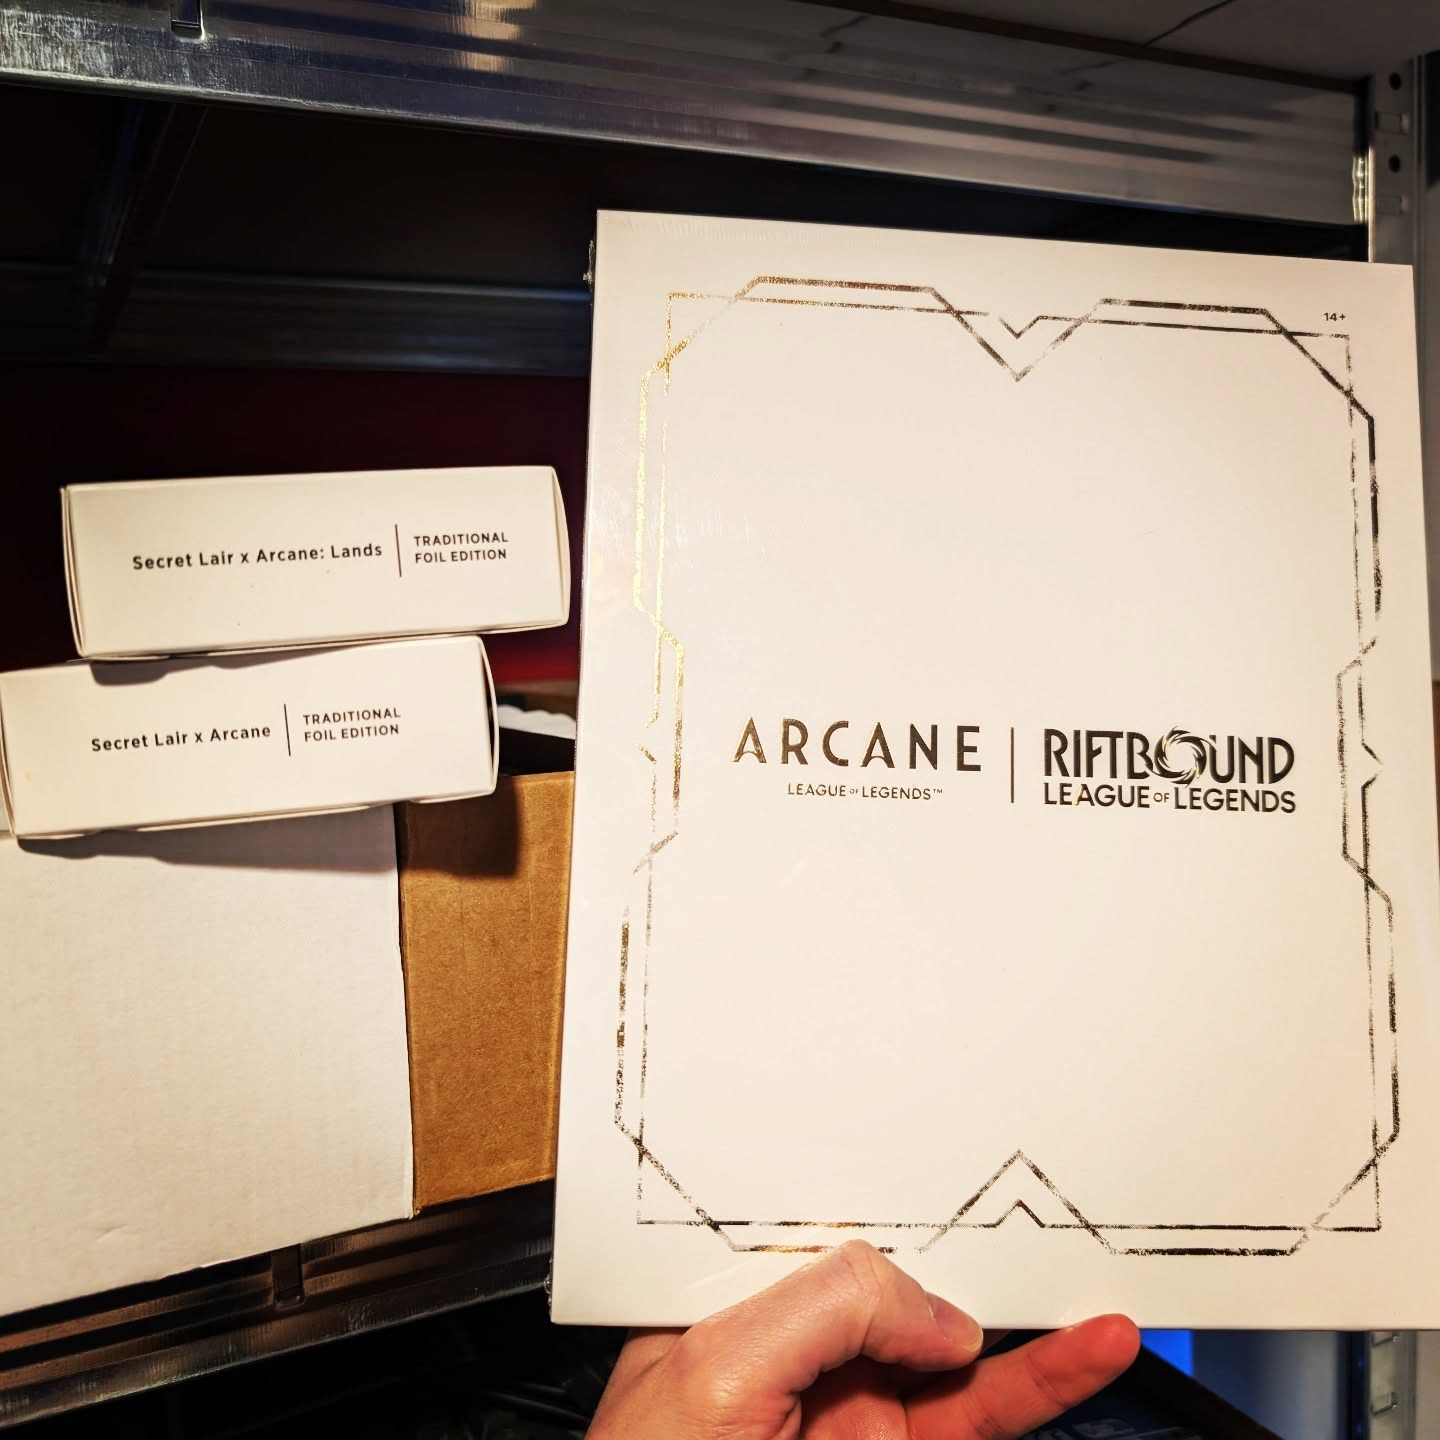 Secret Lair x Arcane: Lands
TRADITIONAL
FOIL EDITION
Secret Lair x Arcane
TRADITIONAL
FOIL EDITION
14+
ARCANE
LEAGUE OF LEGENDS™
RIFTBOUND
LEAGUE OF LEGENDS